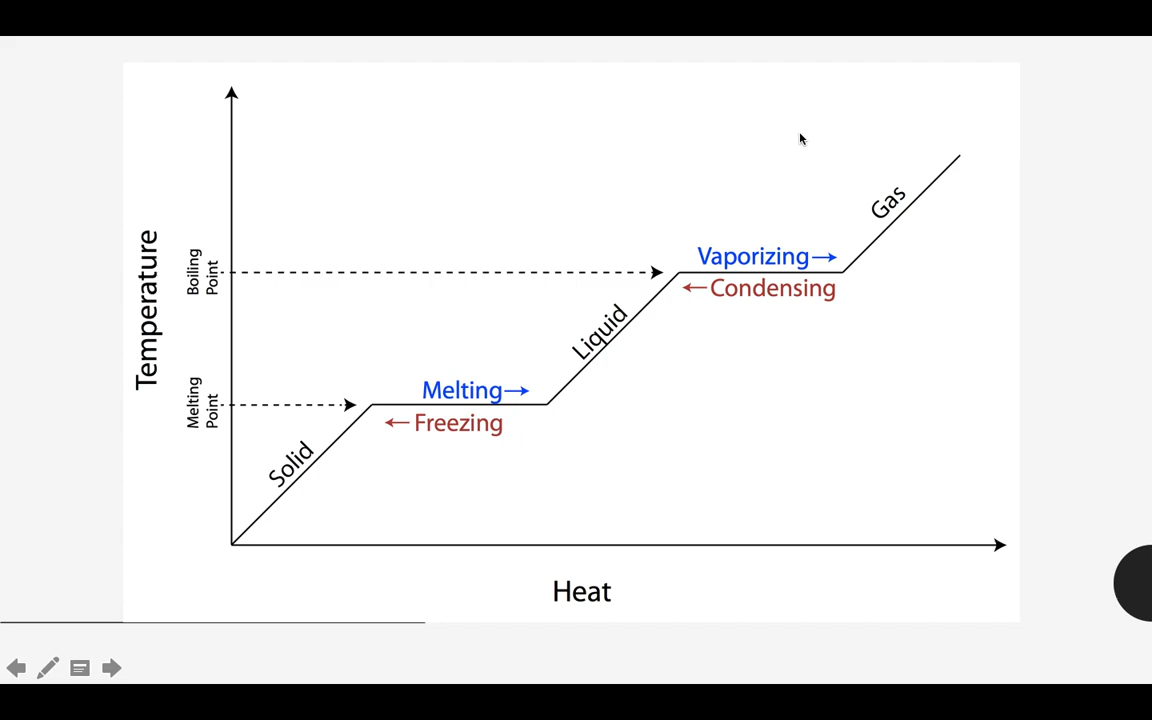 Temperature
Boiling
Point
Melting
Point
Solid
Melting→
←Freezing
Liquid
Vaporizing→
←Condensing
Gas
Heat